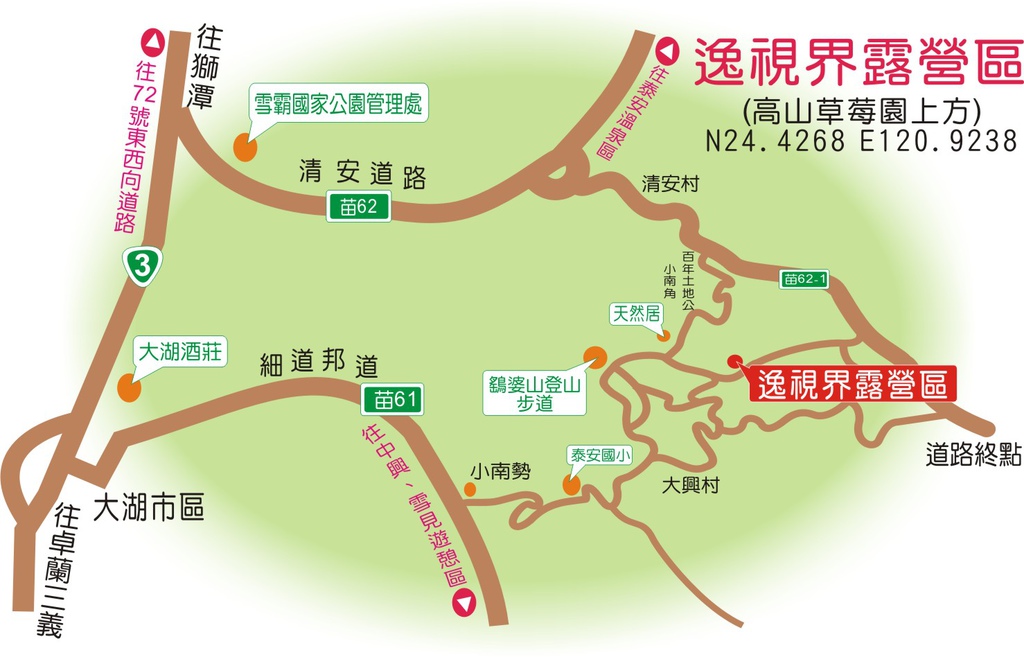 逸視界露營區
(高山草莓園上方)
N24.4268 E120.9238
往獅潭
往72號東西向道路
雪霸國家公園管理處
往泰安溫泉區
清安道路
苗62
清安村
3
百年土地公
小南角
苗62-1
天然居
大湖酒莊
細道邦道
苗61
鷂婆山登山
步道
逸視界露營區
往中興、雪見遊憩區
泰安國小
小南勢
大興村
道路終點
大湖市區
往卓蘭三義